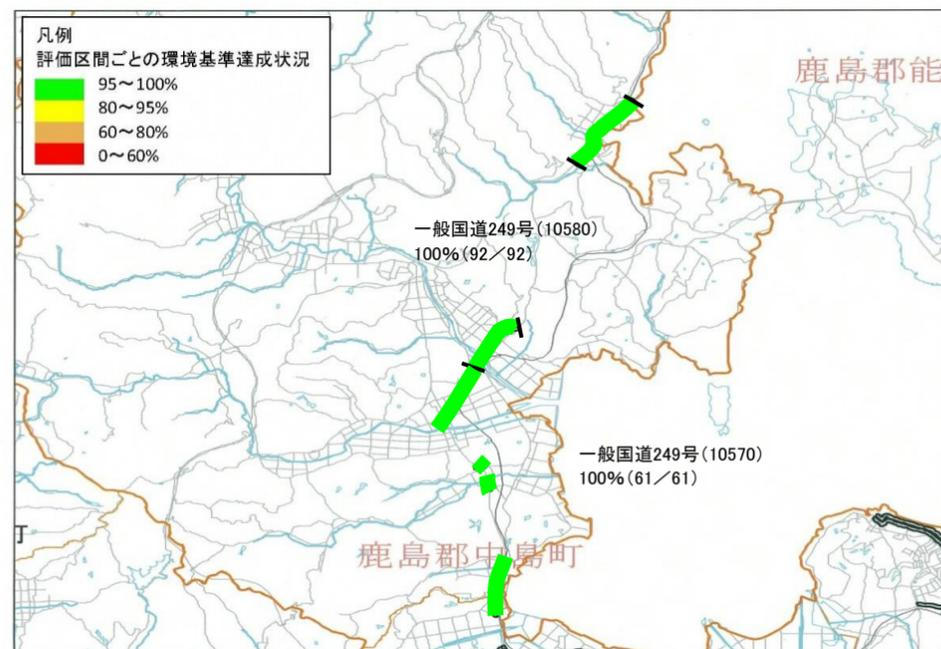 凡例
評価区間ごとの環境基準達成状況
95～100%
80～95%
60～80%
0～60%
鹿島郡能
一般国道249号(10580)
100%(92／92)
一般国道249号(10570)
100%(61／61)
鹿島郡中島町
町